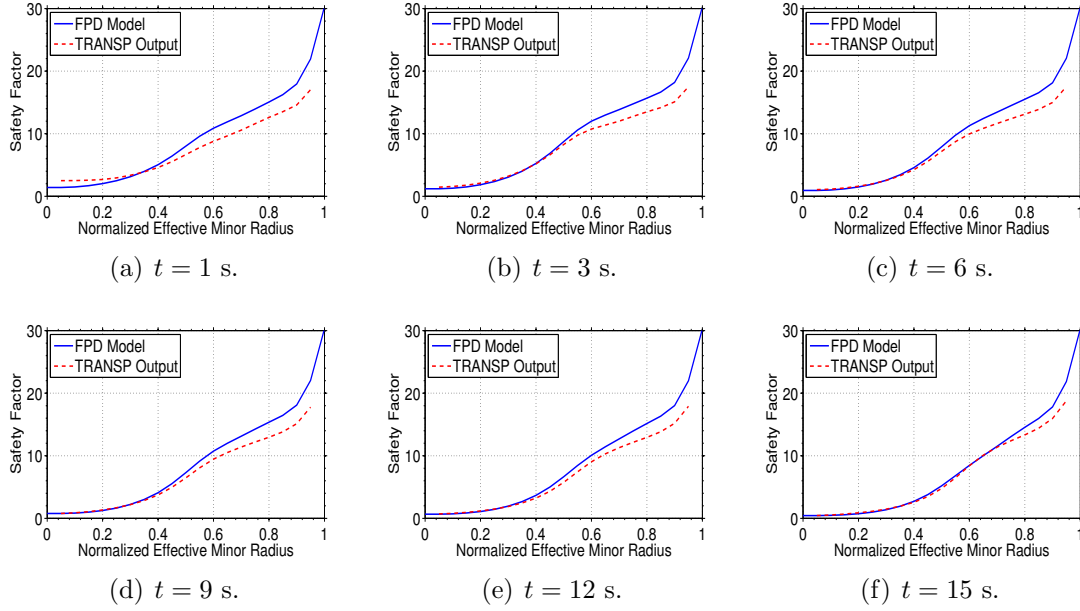 30
20
10
0
Safety Factor
FPD Model
TRANSP Output
0 0.2 0.4 0.6 0.8 1
Normalized Effective Minor Radius
(a) t = 1 s.
30
20
10
0
Safety Factor
FPD Model
TRANSP Output
0 0.2 0.4 0.6 0.8 1
Normalized Effective Minor Radius
(b) t = 3 s.
30
20
10
0
Safety Factor
FPD Model
TRANSP Output
0 0.2 0.4 0.6 0.8 1
Normalized Effective Minor Radius
(c) t = 6 s.
30
20
10
0
Safety Factor
FPD Model
TRANSP Output
0 0.2 0.4 0.6 0.8 1
Normalized Effective Minor Radius
(d) t = 9 s.
30
20
10
0
Safety Factor
FPD Model
TRANSP Output
0 0.2 0.4 0.6 0.8 1
Normalized Effective Minor Radius
(e) t = 12 s.
30
20
10
0
Safety Factor
FPD Model
TRANSP Output
0 0.2 0.4 0.6 0.8 1
Normalized Effective Minor Radius
(f) t = 15 s.